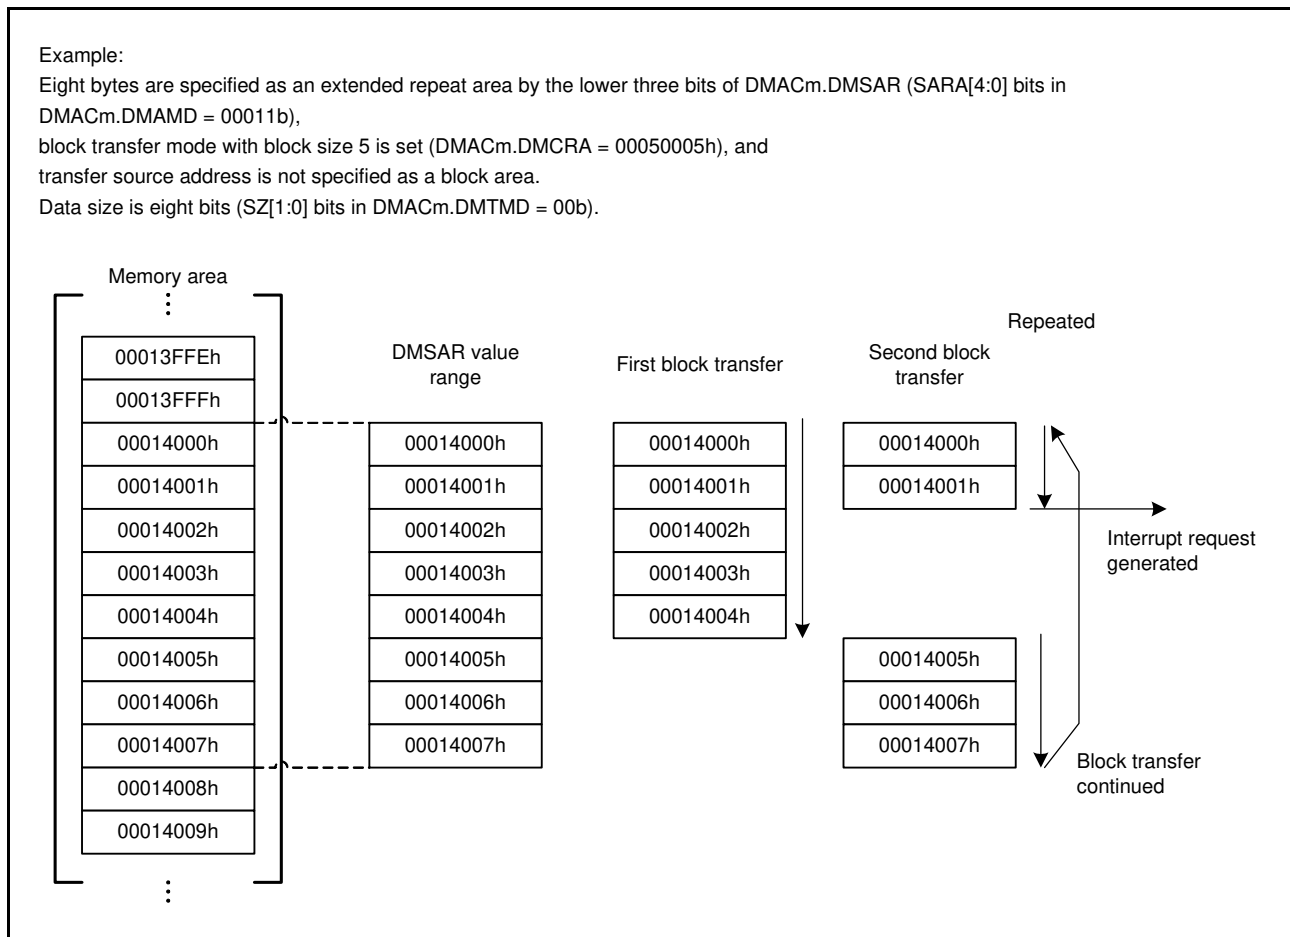 Example:
Eight bytes are specified as an extended repeat area by the lower three bits of DMACm.DMSAR (SARA[4:0] bits in
DMACm.DMAMD = 00011b),
block transfer mode with block size 5 is set (DMACm.DMCRA = 00050005h), and
transfer source address is not specified as a block area.
Data size is eight bits (SZ[1:0] bits in DMACm.DMTMD = 00b).
Memory area
00013FFEh
00013FFFh
00014000h
00014001h
00014002h
00014003h
00014004h
00014005h
00014006h
00014007h
00014008h
00014009h
DMSAR value
range
00014000h
00014001h
00014002h
00014003h
00014004h
00014005h
00014006h
00014007h
First block transfer
00014000h
00014001h
00014002h
00014003h
00014004h
Second block
transfer
00014000h
00014001h
00014005h
00014006h
00014007h
Repeated
Interrupt request
generated
Block transfer
continued